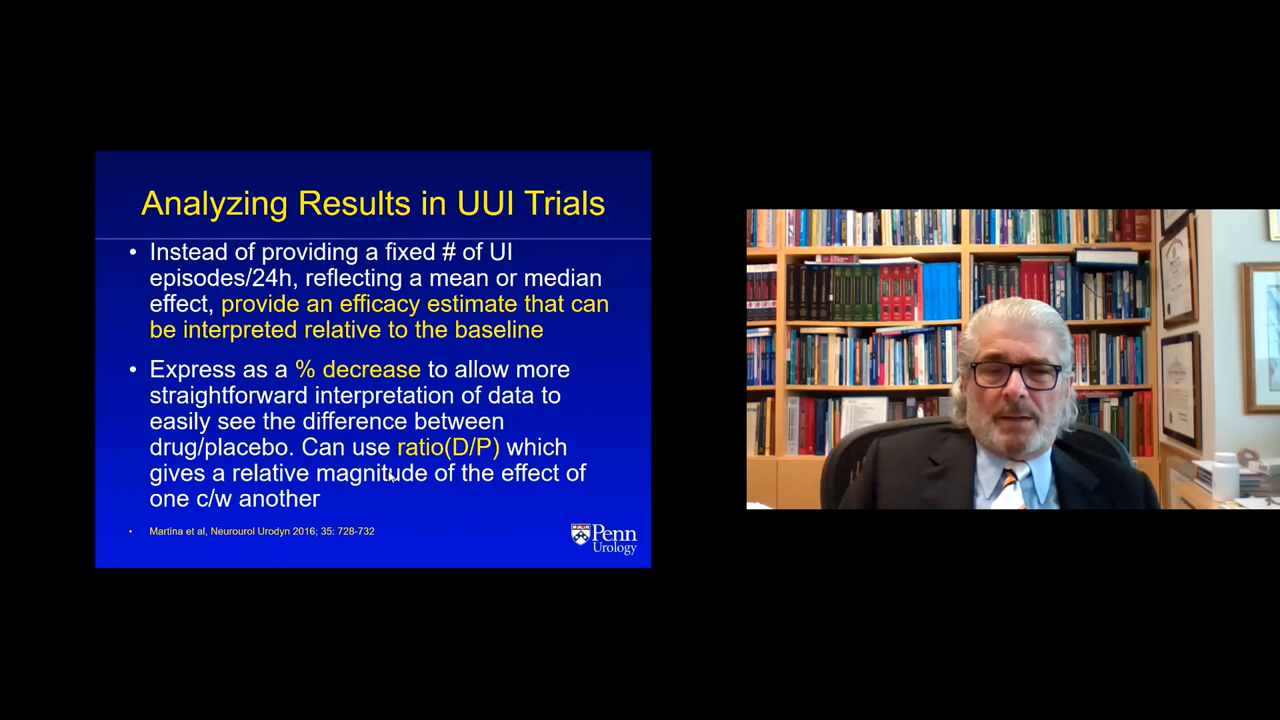 Analyzing Results in UUI Trials
• Instead of providing a fixed # of UI
episodes/24h, reflecting a mean or median
effect, provide an efficacy estimate that can
be interpreted relative to the baseline
• Express as a % decrease to allow more
straightforward interpretation of data to
easily see the difference between
drug/placebo. Can use ratio(D/P) which
gives a relative magnitude of the effect of
one c/w another
• Martina et al, Neurourol Urodyn 2016; 35: 728-732
Penn
Urology